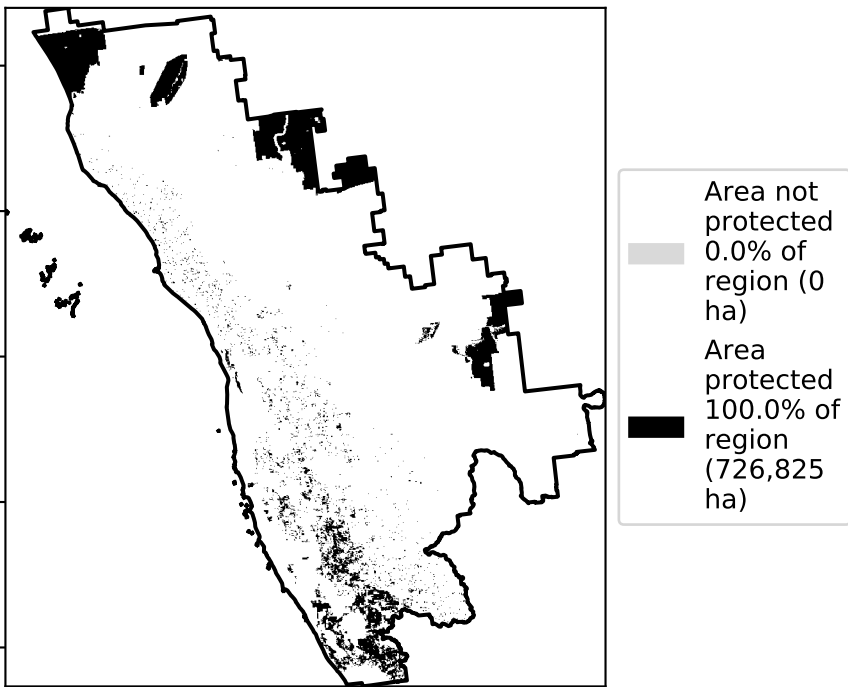 Area not
protected
0.0% of
region (0
ha)
Area
protected
100.0% of
region
(726,825
ha)